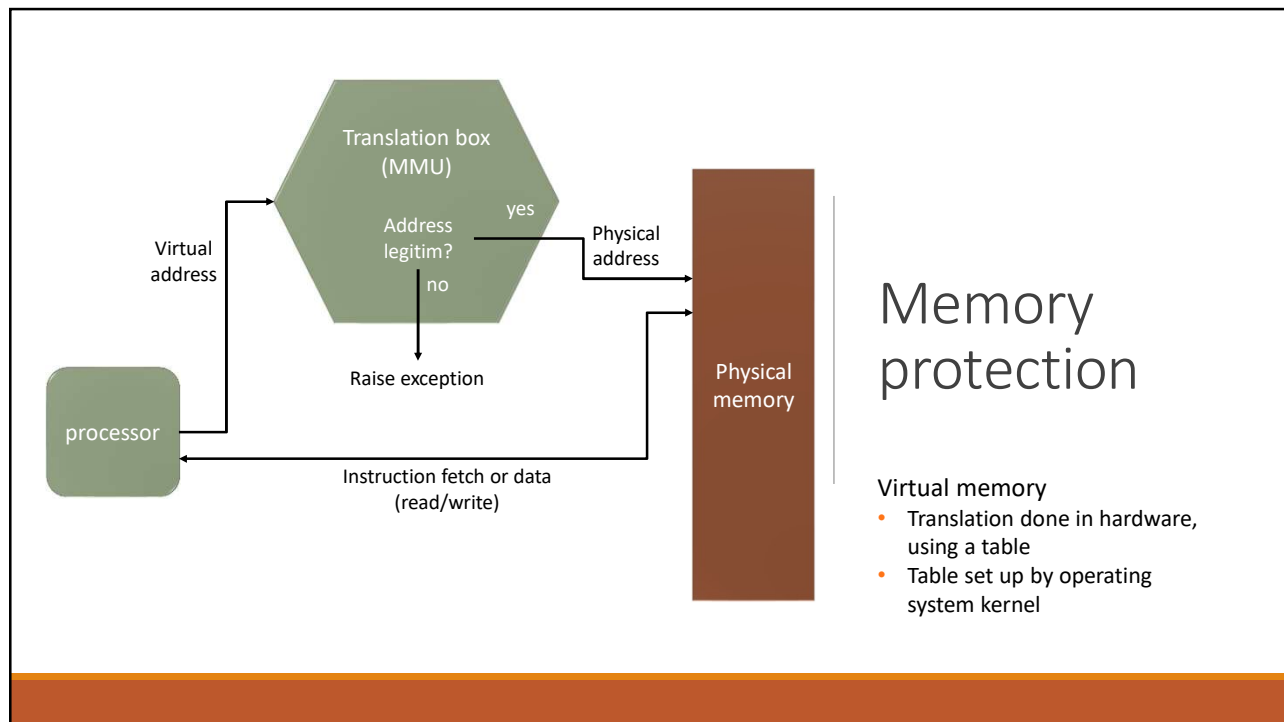 Translation box
(MMU)
yes
Address
legitim?
no
Virtual
address
Physical
address
Raise exception
processor
Physical
memory
Instruction fetch or data
(read/write)
Memory
protection
Virtual memory
• Translation done in hardware,
using a table
• Table set up by operating
system kernel